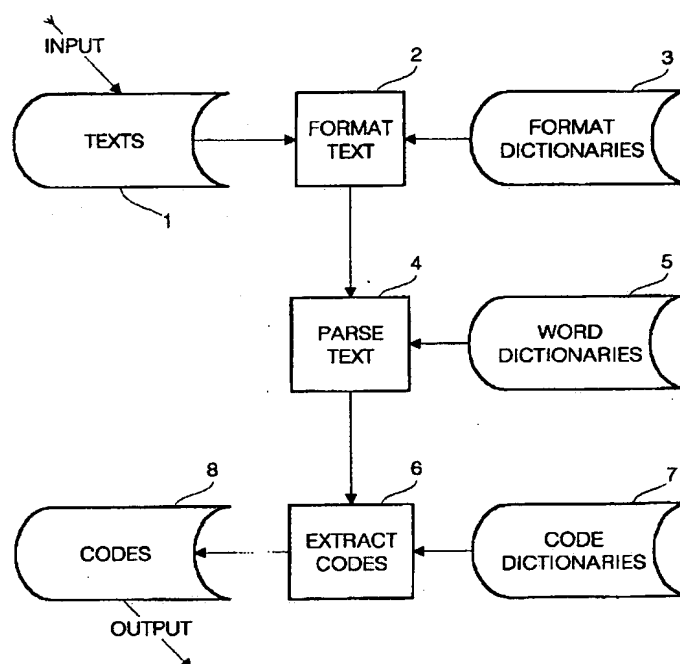 INPUT
2
3
TEXTS
FORMAT
TEXT
FORMAT
DICTIONARIES
1
4
5
PARSE
TEXT
WORD
DICTIONARIES
8
6
7
CODES
EXTRACT
CODES
CODE
DICTIONARIES
OUTPUT